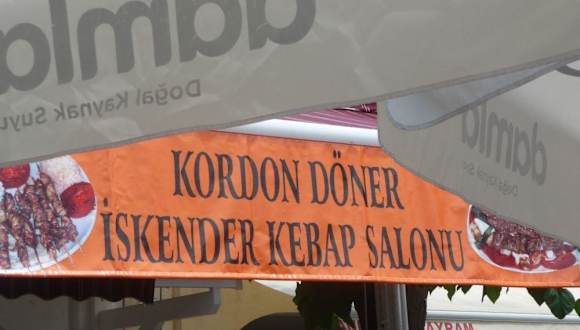 damla
Doğal Kaynak Suyu
damla
KORDON DÖNER
İSKENDER KEBAP SALONU